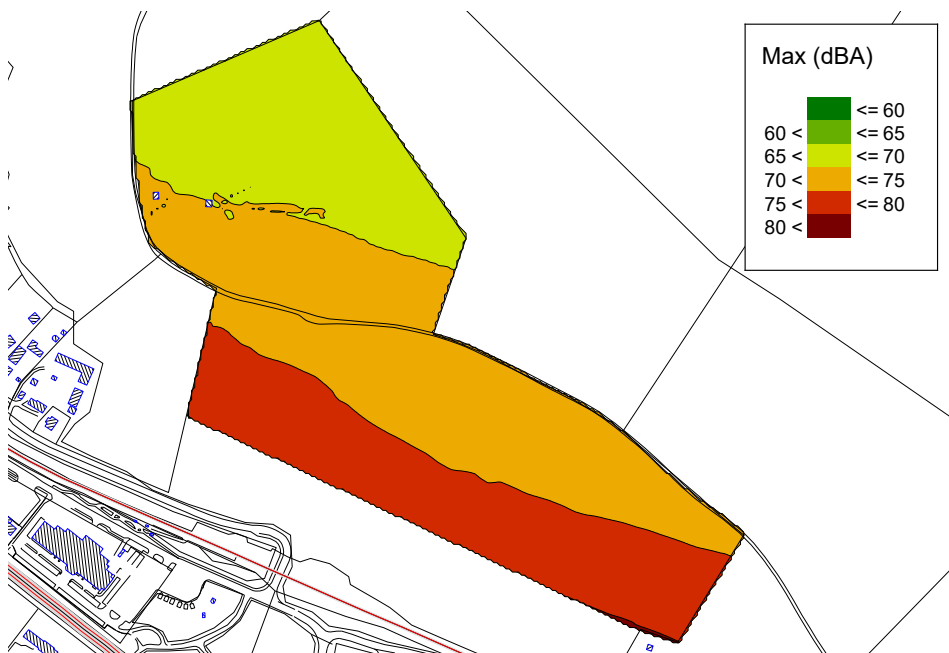 Max (dBA)
<= 60
60 < <= 65
65 < <= 70
70 < <= 75
75 < <= 80
80 <